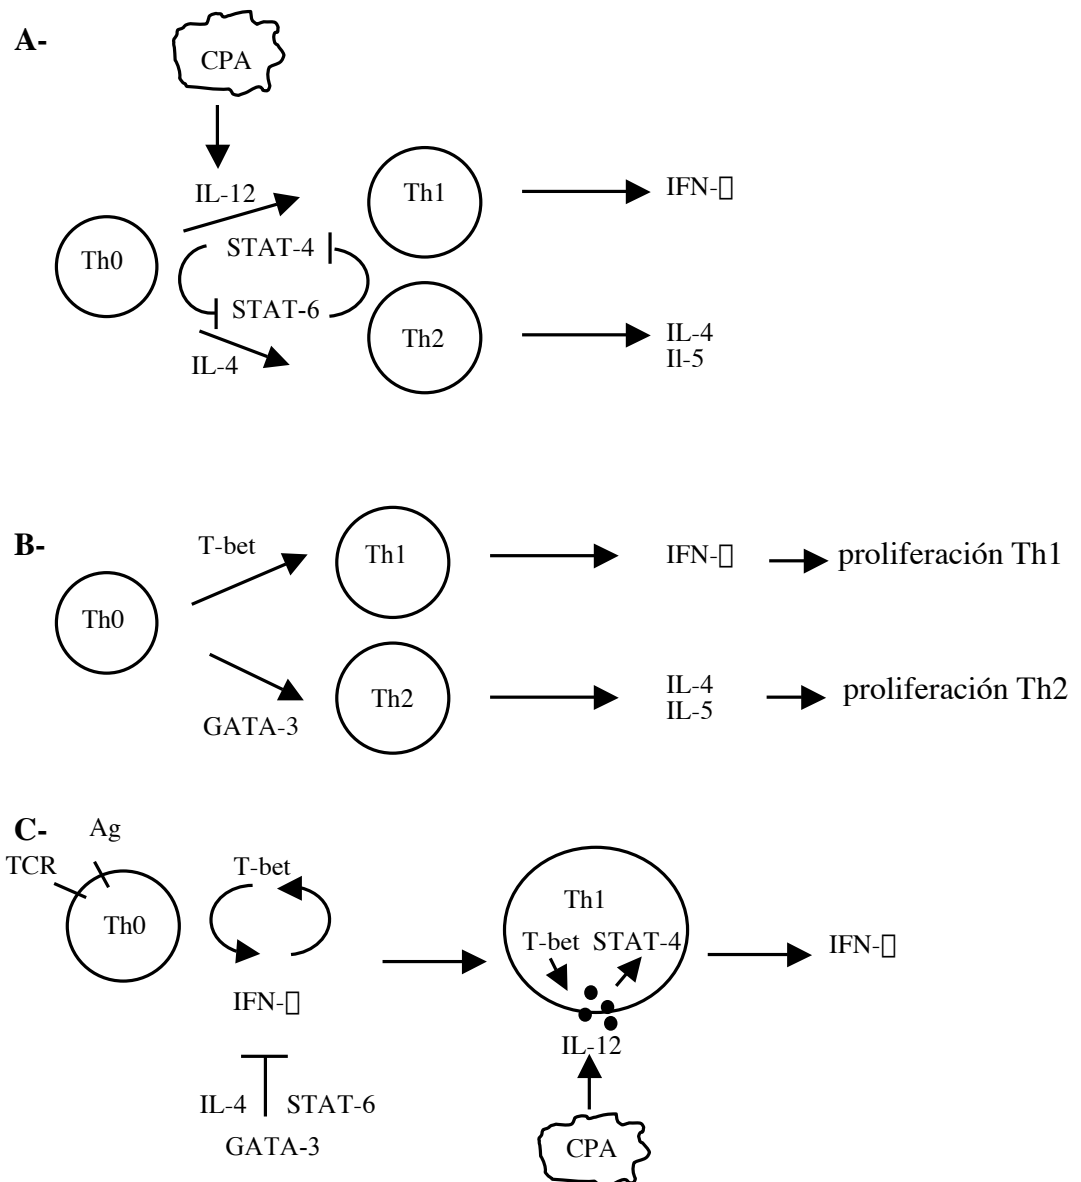 A-
CPA
IL-12
Th1
IFN-▯
Th0
STAT-4
STAT-6
IL-4
Th2
IL-4
Il-5
B-
T-bet
Th1
IFN-▯
proliferación Th1
Th0
GATA-3
Th2
IL-4
IL-5
proliferación Th2
C-
Ag
TCR
Th0
T-bet
IFN-▯
IL-4
STAT-6
GATA-3
Th1
T-bet
STAT-4
IL-12
CPA
IFN-▯